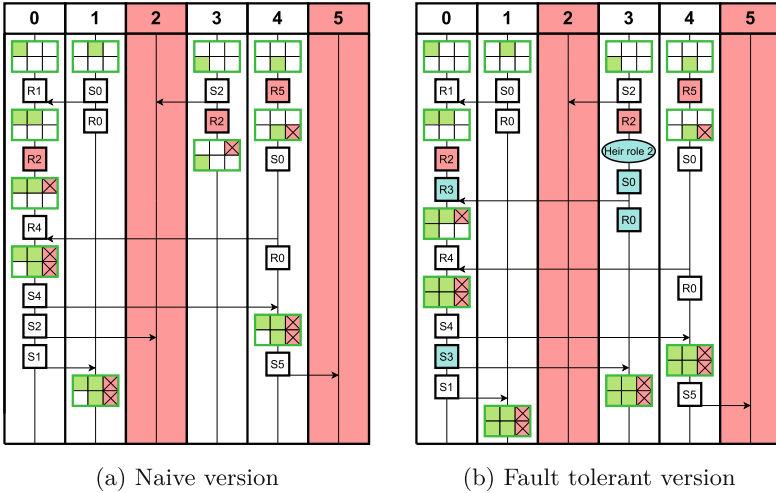 0 1 2 3 4 5
R1 S0 S2 R5
R0 R2
R2 S0
R4
R0
S4
S2
S1 S5
(a) Naive version
0 1 2 3 4 5
R1 S0 S2 R5
R0 R2
Heir role 2
R2 S0
R3 S0
R0
R4
R0
S4
S3
S1 S5
(b) Fault tolerant version